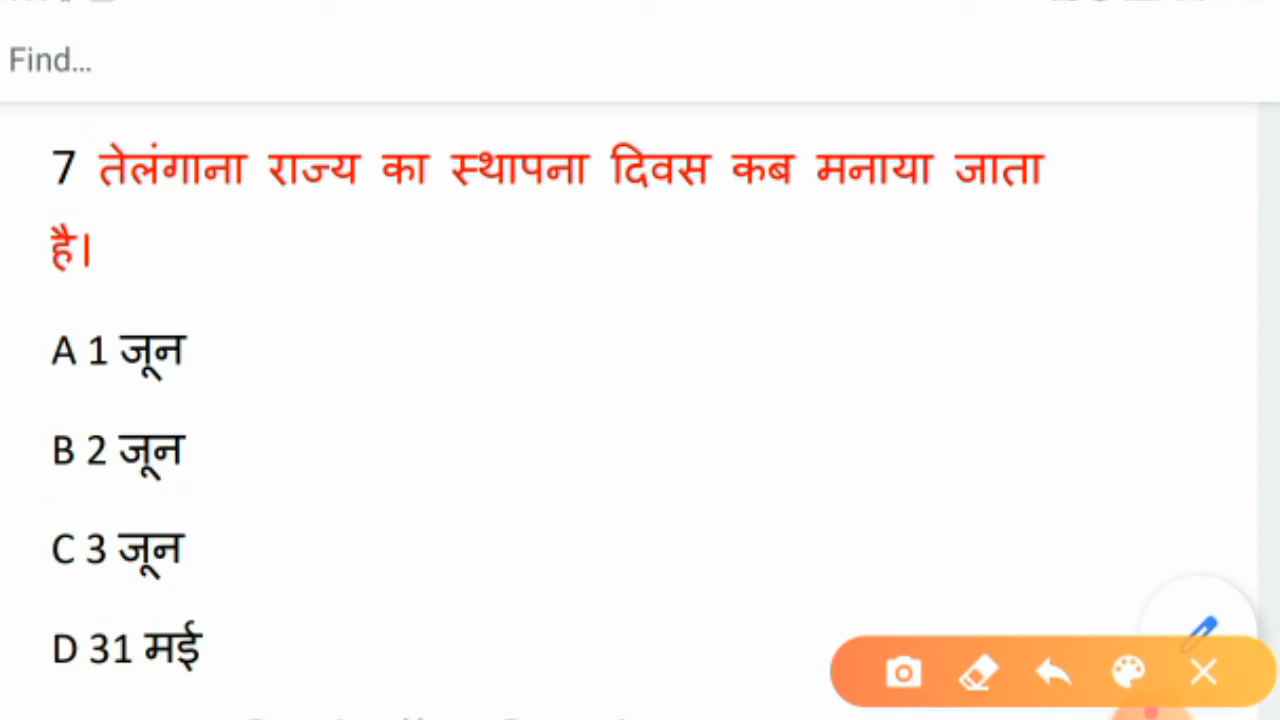 Find...
7 तेलंगाना राज्य का स्थापना दिवस कब मनाया जाता
है।
A 1 जून
B 2 जून
C 3 जून
D 31 मई